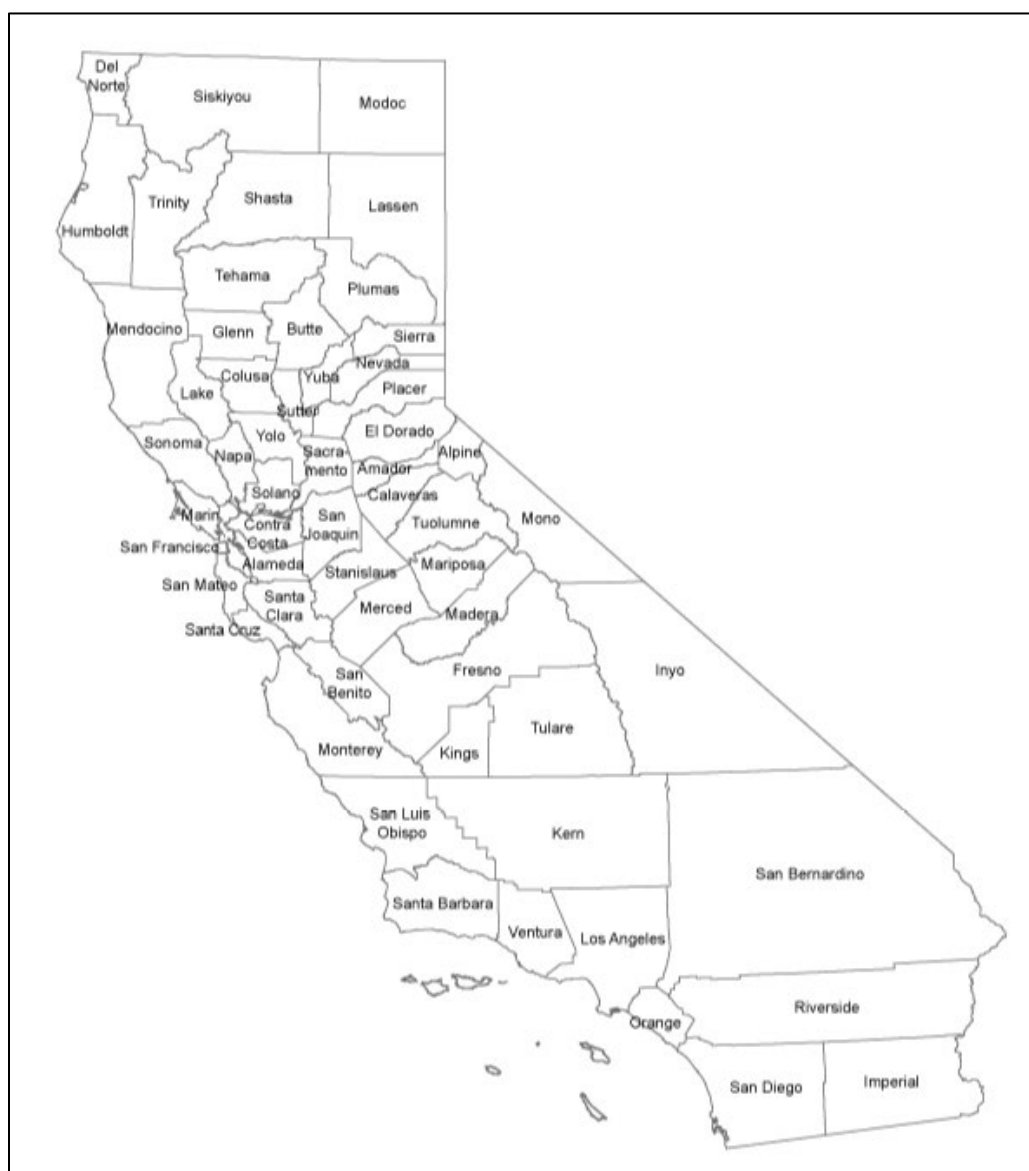 Del
Norte
Siskiyou
Modoc
Humboldt
Trinity
Shasta
Lassen
Tehama
Plumas
Mendocino
Glenn
Butte
Sierra
Lake
Colusa
Yuba
Nevada
Sutter
Placer
Sonoma
Napa
Yolo
Sacra-
mento
El Dorado
Alpine
Amador
Marin
Solano
Calaveras
Contra
Costa
San
Joaquin
Tuolumne
Mono
San Francisco
Alameda
Stanislaus
Mariposa
San Mateo
Santa
Clara
Merced
Madera
Santa Cruz
San
Benito
Fresno
Inyo
Monterey
Kings
Tulare
San Luis
Obispo
Kern
San Bernardino
Santa Barbara
Ventura
Los Angeles
Orange
Riverside
San Diego
Imperial